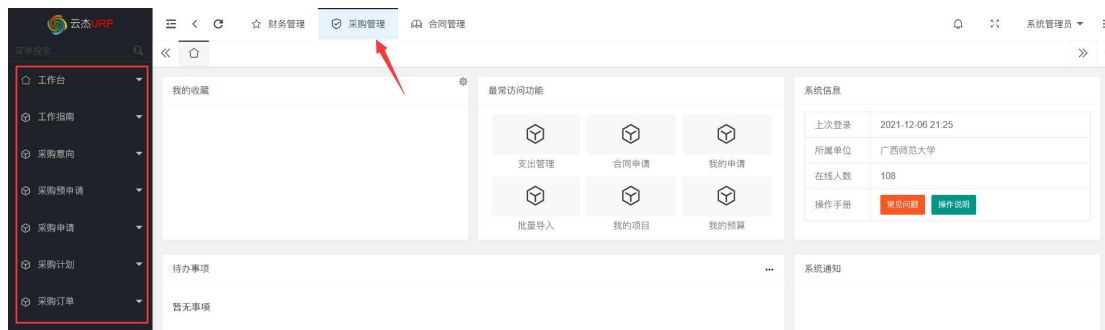 云杰URP
财务管理 采购管理 合同管理 系统管理员
菜单搜索
工作台
工作指南
采购意向
采购预申请
采购申请
采购计划
采购订单
我的收藏
最常访问功能
支出管理 合同申请 我的申请
批量导入 我的项目 我的预算
系统信息
上次登录 2021-12-06 21:25
所属单位 广西师范大学
在线人数 108
操作手册 常见问题 操作说明
待办事项
暂无事项
系统通知